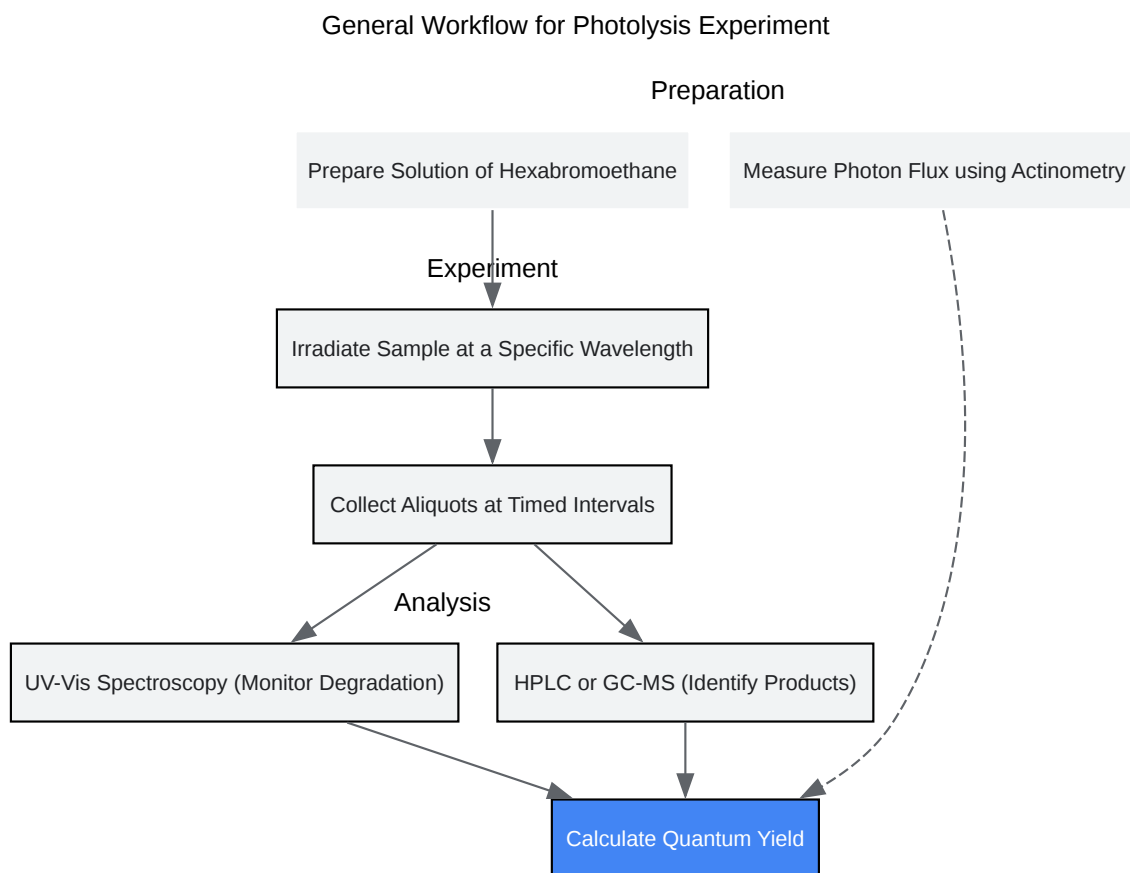 General Workflow for Photolysis Experiment
Preparation
Prepare Solution of Hexabromoethane
Measure Photon Flux using Actinometry
Experiment
Irradiate Sample at a Specific Wavelength
Collect Aliquots at Timed Intervals
Analysis
UV-Vis Spectroscopy (Monitor Degradation)
HPLC or GC-MS (Identify Products)
Calculate Quantum Yield